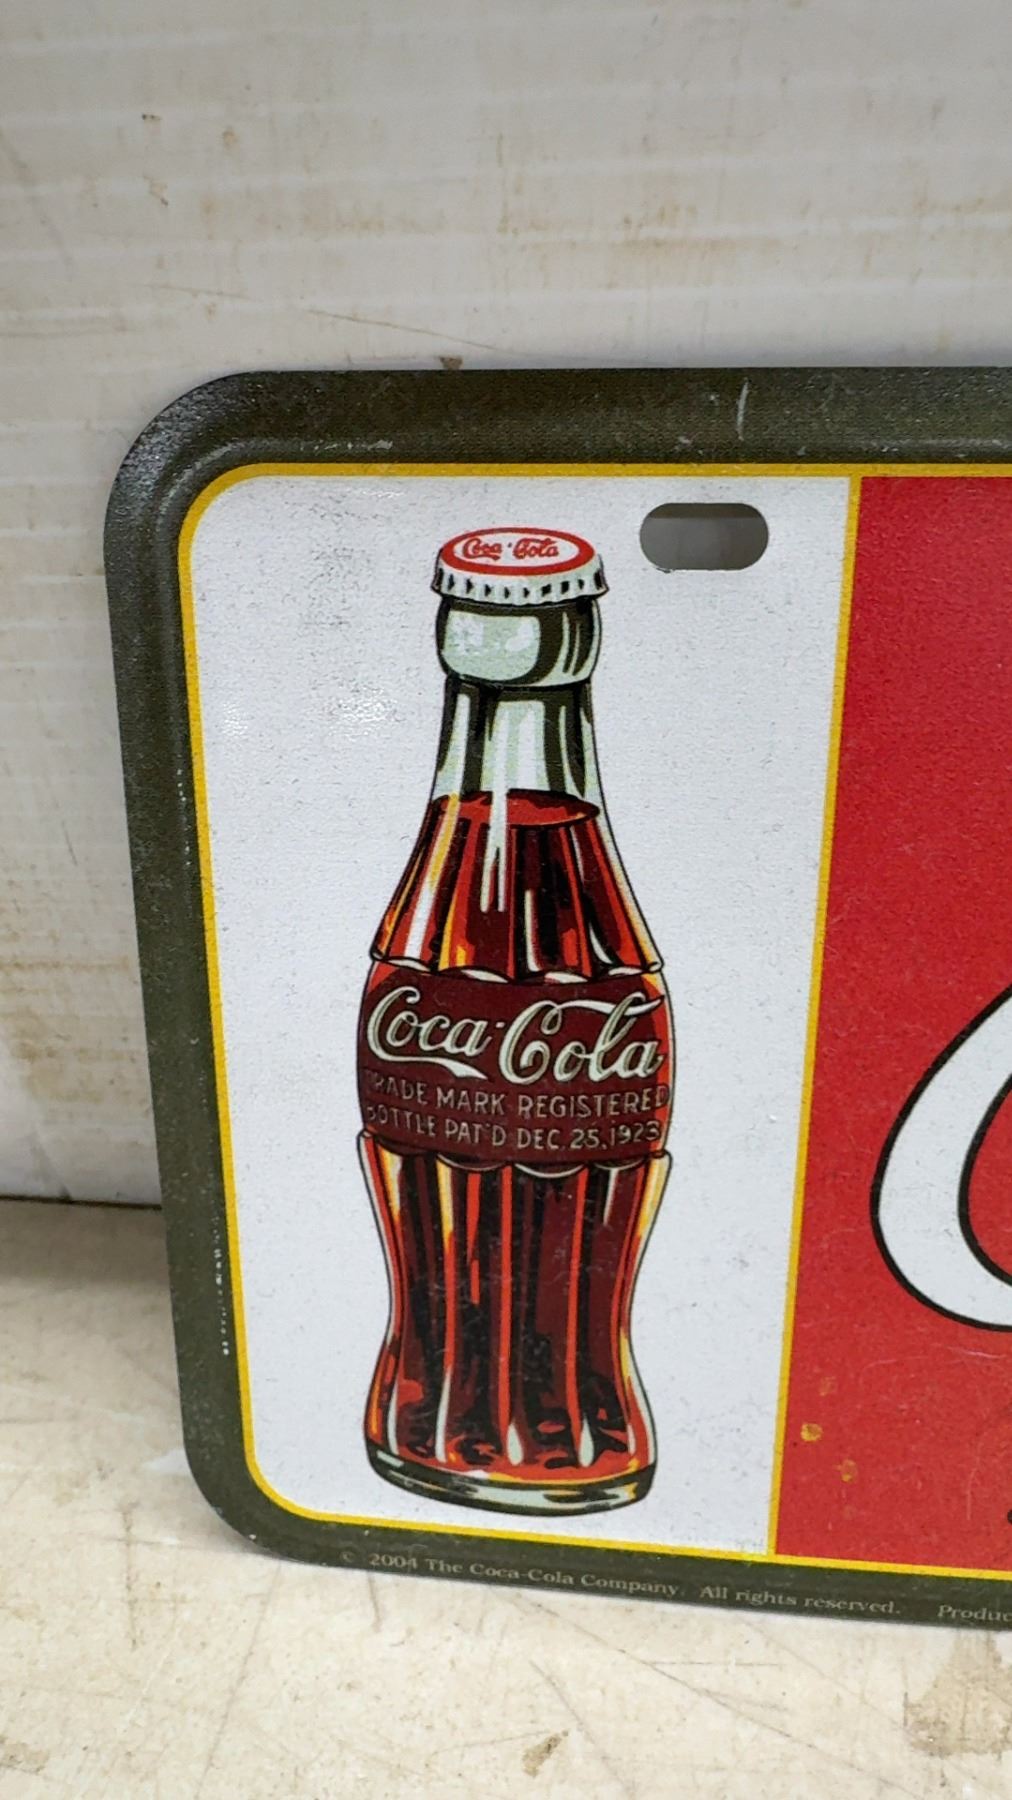 Coca-Cola
Coca-Cola
TRADE MARK REGISTERED
BOTTLE PAT'D DEC. 25, 1923
© 2004 The Coca-Cola Company. All rights reserved.